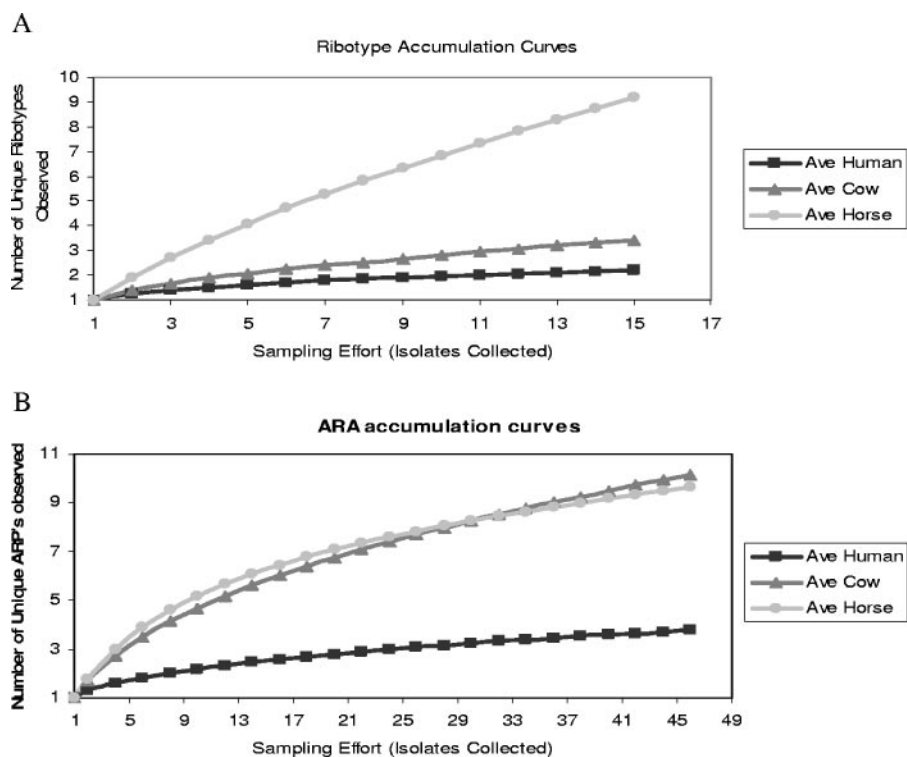 A
Ribotype Accumulation Curves
Number of Unique Ribotypes
Observed
10
9
8
7
6
5
4
3
2
1
1 3 5 7 9 11 13 15 17
Sampling Effort (Isolates Collected)
Ave Human
Ave Cow
Ave Horse
B
ARA accumulation curves
Number of Unique ARP's observed
11
9
7
5
3
1
1 5 9 13 17 21 25 29 33 37 41 45 49
Sampling Effort (Isolates Collected)
Ave Human
Ave Cow
Ave Horse